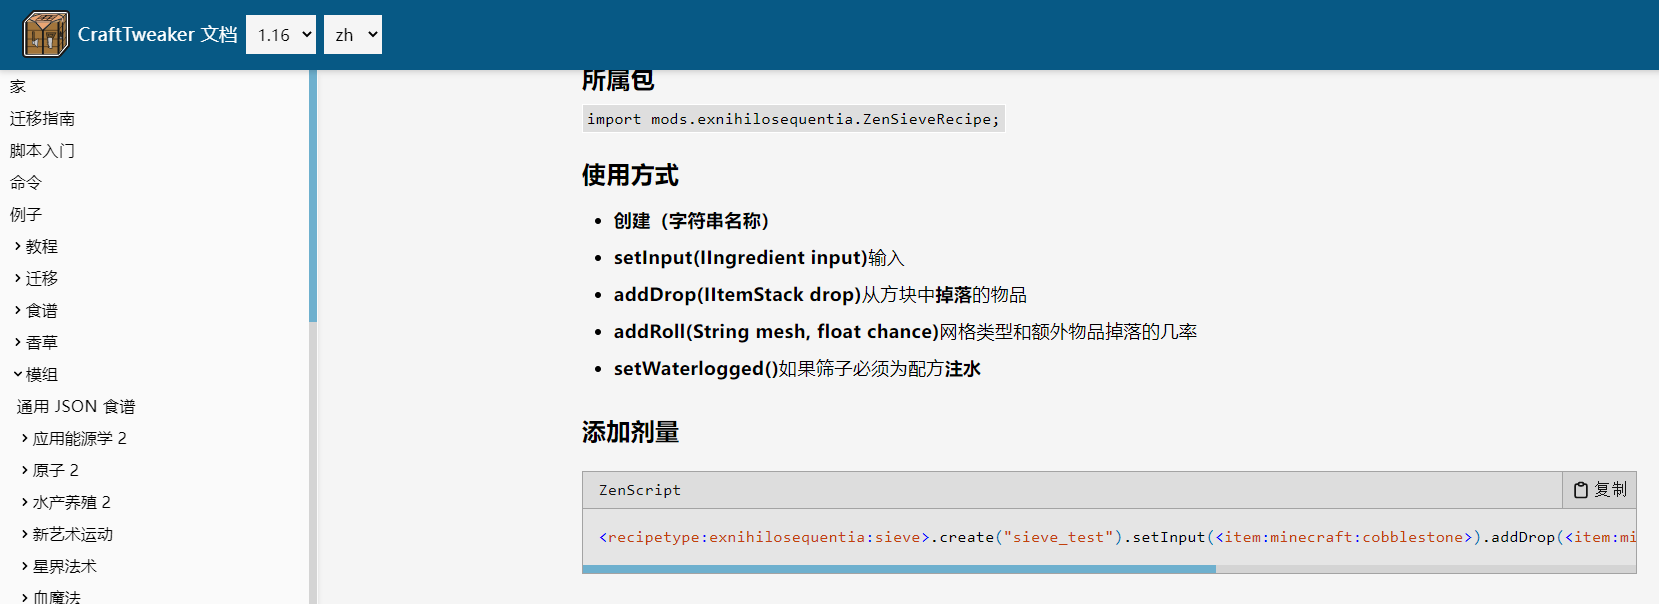 CraftTweaker 文档 1.16 zh
家
迁移指南
脚本入门
命令
例子
教程
迁移
食谱
香草
模组
通用 JSON 食谱
应用能源学 2
原子 2
水产养殖 2
新艺术运动
星界法术
血魔法
所属包
import mods.exnihilosequentia.ZenSieveRecipe;
使用方式
创建（字符串名称）
setInput(IIngredient input)输入
addDrop(IItemStack drop)从方块中掉落的物品
addRoll(String mesh, float chance)网格类型和额外物品掉落的几率
setWaterlogged()如果筛子必须为配方注水
添加剂量
ZenScript 复制
<recipetype:exnihilosequentia:sieve>.create("sieve_test").setInput(<item:minecraft:cobblestone>).addDrop(<item:mi